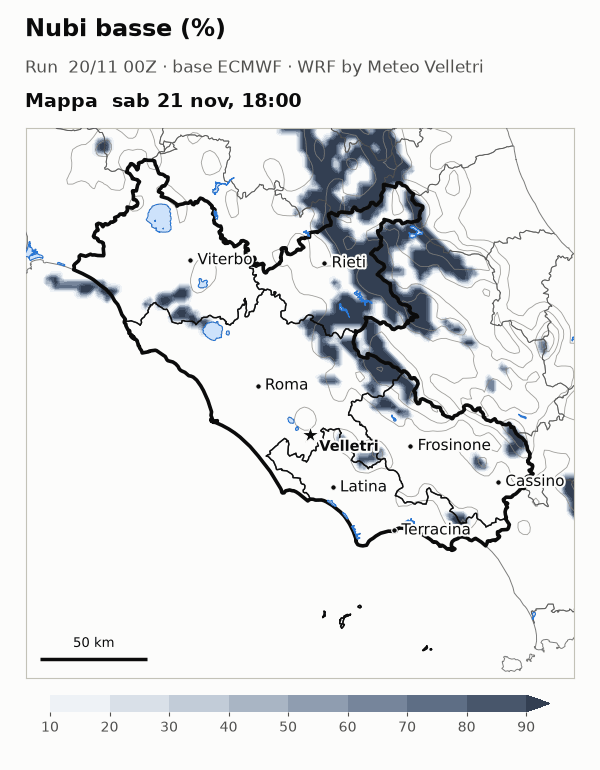 Nubi basse (%)
Run  20/11 00Z · base ECMWF · WRF by Meteo Velletri
Mappa  sab 21 nov, 18:00
Viterbo
Rieti
Roma
Velletri
Frosinone
Cassino
Latina
Terracina
50 km
10 20 30 40 50 60 70 80 90